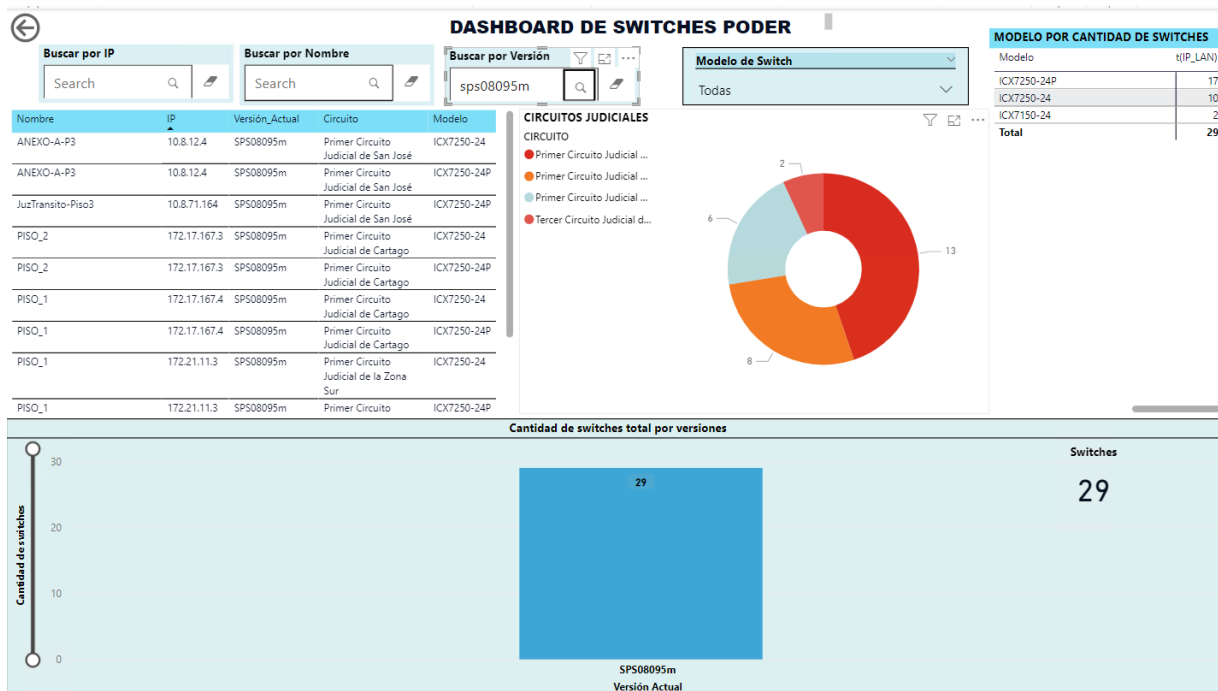 DASHBOARD DE SWITCHES PODER
Buscar por IP
Search
Buscar por Nombre
Search
Buscar por Versión
sps08095m
Modelo de Switch
Todas
MODELO POR CANTIDAD DE SWITCHES
Modelo t(IP_LAN)
ICX7250-24P 17
ICX7250-24 10
ICX7150-24 2
Total 29
Nombre IP Versión_Actual Circuito Modelo
ANEXO-A-P3 10.8.12.4 SPS08095m Primer Circuito ICX7250-24
Judicial de San José
ANEXO-A-P3 10.8.12.4 SPS08095m Primer Circuito ICX7250-24P
Judicial de San José
JuzTransito-Piso3 10.8.71.164 SPS08095m Primer Circuito ICX7250-24P
Judicial de San José
PISO_2 172.17.167.3 SPS08095m Primer Circuito ICX7250-24
Judicial de Cartago
PISO_2 172.17.167.3 SPS08095m Primer Circuito ICX7250-24P
Judicial de Cartago
PISO_1 172.17.167.4 SPS08095m Primer Circuito ICX7250-24
Judicial de Cartago
PISO_1 172.17.167.4 SPS08095m Primer Circuito ICX7250-24P
Judicial de Cartago
PISO_1 172.21.11.3 SPS08095m Primer Circuito ICX7250-24
Judicial de la Zona
Sur
PISO_1 172.21.11.3 SPS08095m Primer Circuito ICX7250-24P
CIRCUITOS JUDICIALES
CIRCUITO
Primer Circuito Judicial ...
Primer Circuito Judicial ...
Primer Circuito Judicial ...
Tercer Circuito Judicial d...
2
6
13
8
Cantidad de switches total por versiones
Cantidad de switches
30
20
10
0
29
SPS08095m
Versión Actual
Switches
29